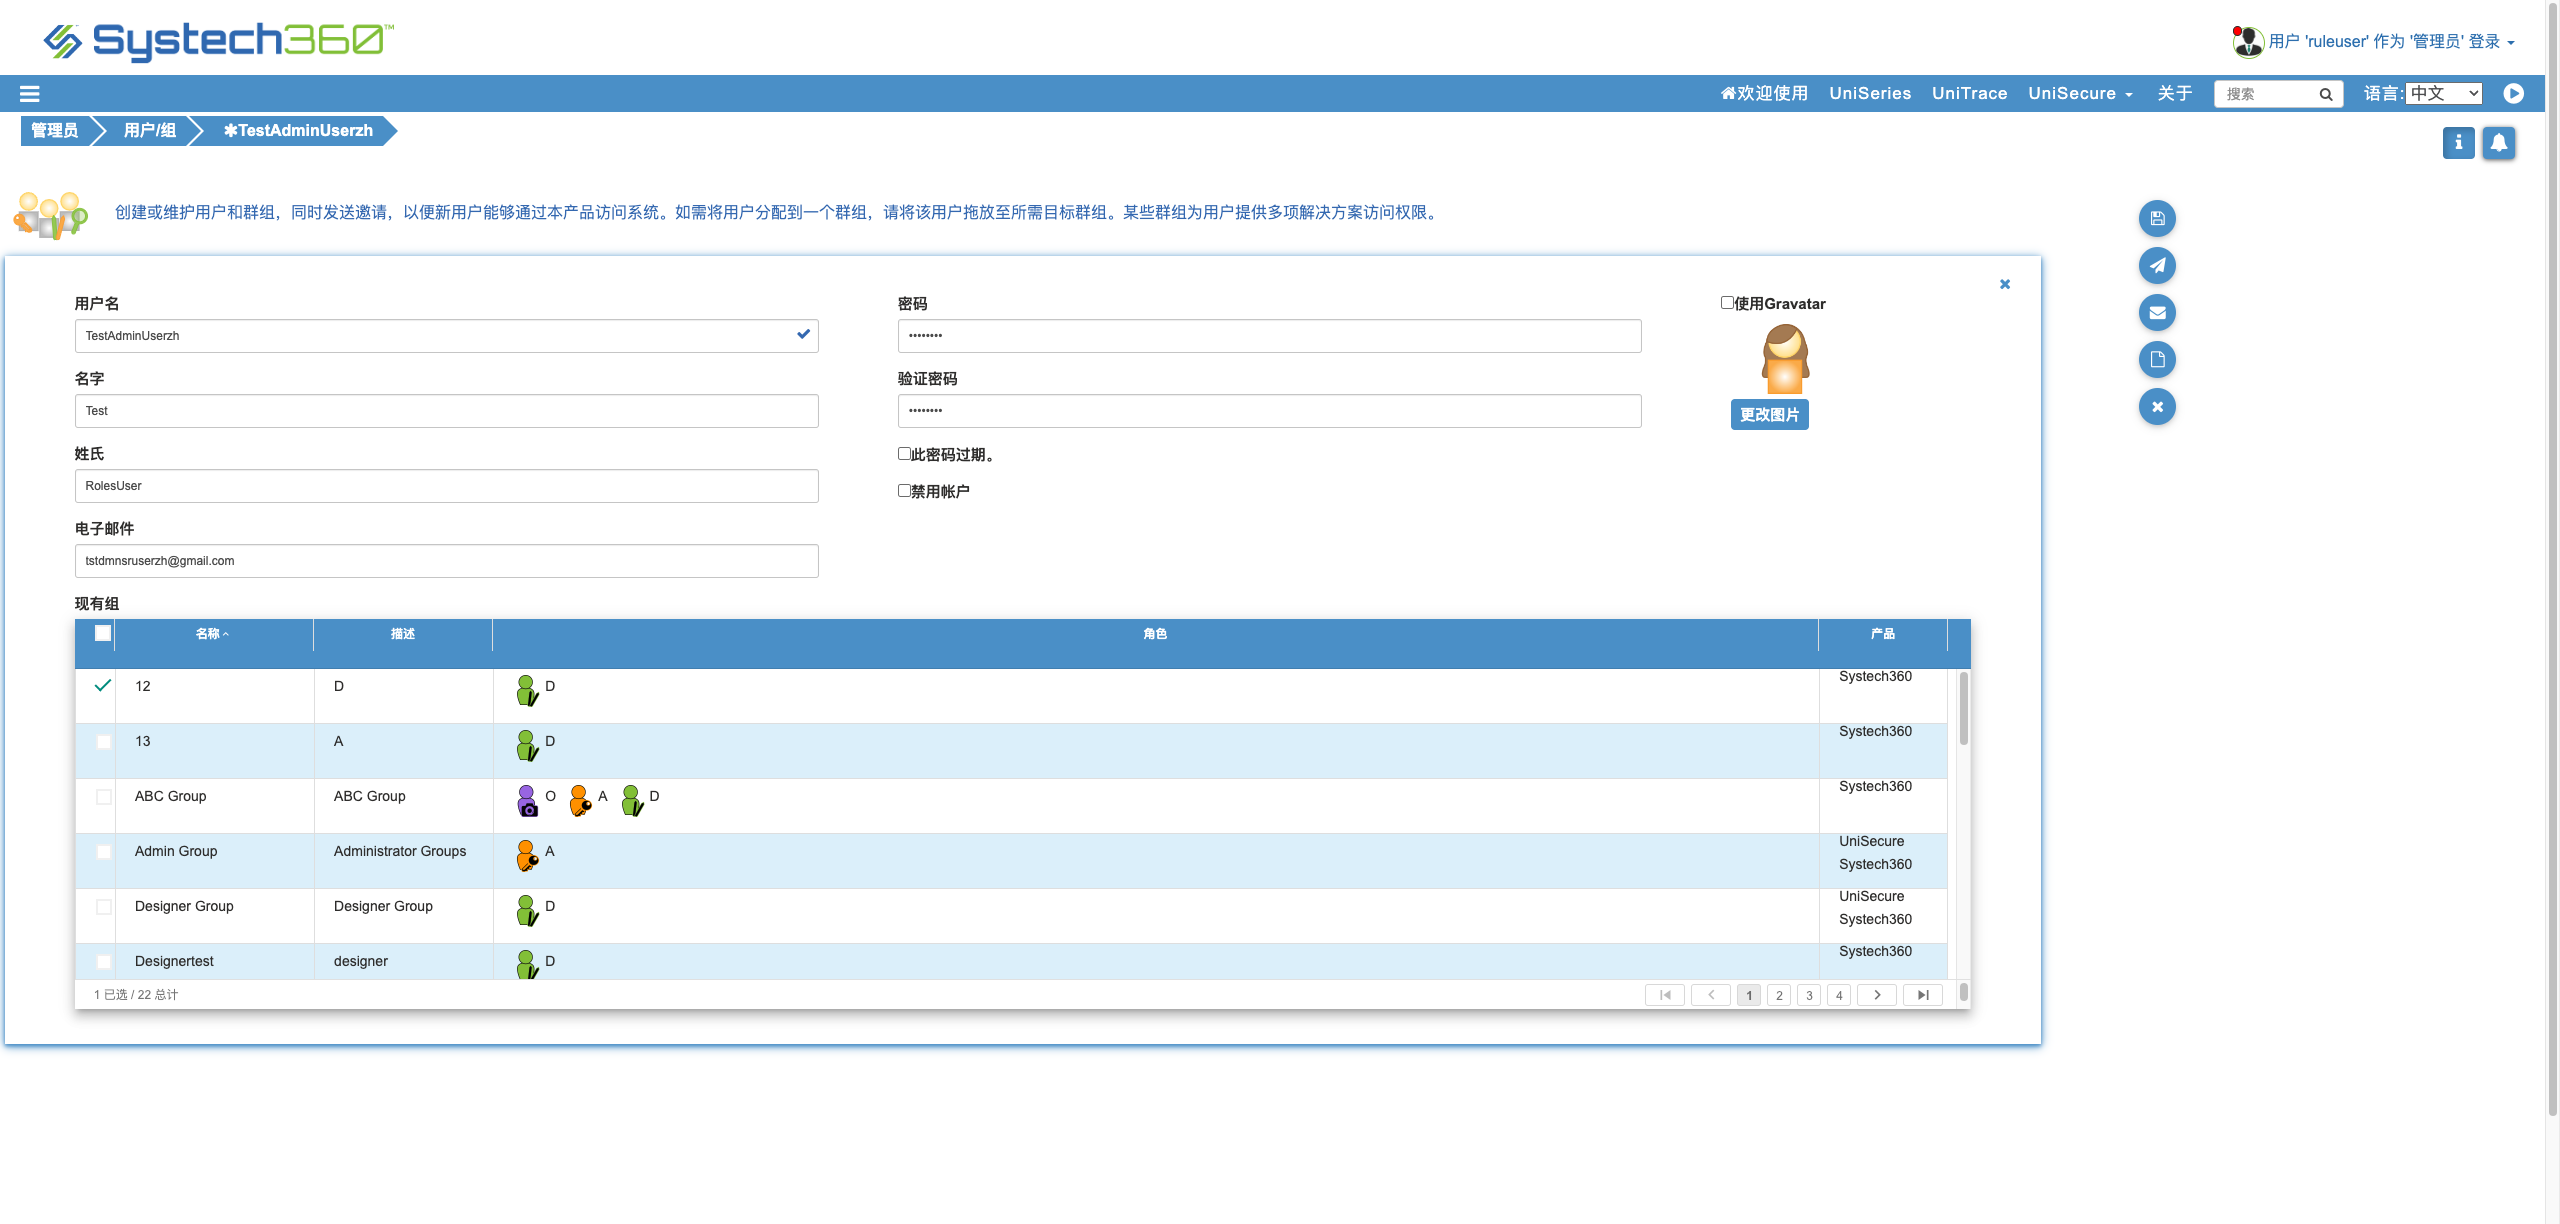 Systech360™
用户 'ruleuser' 作为 '管理员' 登录
欢迎使用 UniSeries UniTrace UniSecure 关于 搜索 语言: 中文
管理员 用户/组 ✱TestAdminUserzh
创建或维护用户和群组，同时发送邀请，以便新用户能够通过本产品访问系统。如需将用户分配到一个群组，请将该用户拖放至所需目标群组。某些群组为用户提供多项解决方案访问权限。
用户名
TestAdminUserzh
名字
Test
姓氏
RolesUser
电子邮件
tstdmnsruserzh@gmail.com
密码
••••••••
验证密码
••••••••
此密码过期。
禁用帐户
使用Gravatar
更改图片
现有组
名称 描述 角色 产品
12 D D Systech360
13 A D Systech360
ABC Group ABC Group O A D Systech360
Admin Group Administrator Groups A UniSecure
Systech360
Designer Group Designer Group D UniSecure
Systech360
Designertest designer D Systech360
1 已选 / 22 总计
1 2 3 4